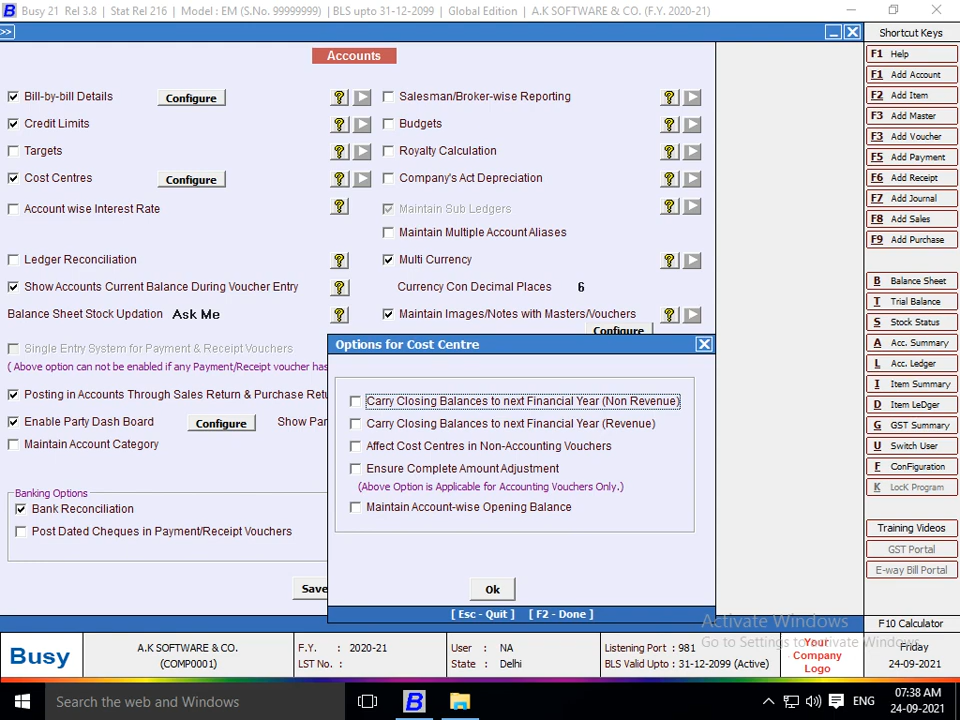 Busy 21 Rel 3.8 | Stat Rel 216 | Model : EM (S.No. 99999999) | BLS upto 31-12-2099 | Global Edition | A.K SOFTWARE & CO. (F.Y. 2020-21)
>>
Accounts
Bill-by-bill Details Configure ? Salesman/Broker-wise Reporting ?
Credit Limits ? Budgets ?
Targets ? Royalty Calculation ?
Cost Centres Configure ? Company's Act Depreciation ?
Account wise Interest Rate ? Maintain Sub Ledgers ?
Maintain Multiple Account Aliases
Ledger Reconciliation ? Multi Currency ?
Show Accounts Current Balance During Voucher Entry ? Currency Con Decimal Places 6
Balance Sheet Stock Updation Ask Me ? Maintain Images/Notes with Masters/Vouchers ?
Configure
Single Entry System for Payment & Receipt Vouchers
( Above option can not be enabled if any Payment/Receipt voucher has
Posting in Accounts Through Sales Return & Purchase Retu
Enable Party Dash Board Configure Show Par
Maintain Account Category
Banking Options
Bank Reconciliation
Post Dated Cheques in Payment/Receipt Vouchers
Save
Options for Cost Centre
Carry Closing Balances to next Financial Year (Non Revenue)
Carry Closing Balances to next Financial Year (Revenue)
Affect Cost Centres in Non-Accounting Vouchers
Ensure Complete Amount Adjustment
(Above Option is Applicable for Accounting Vouchers Only.)
Maintain Account-wise Opening Balance
Ok
[ Esc - Quit ] [ F2 - Done ]
Shortcut Keys
F1 Help
F1 Add Account
F2 Add Item
F3 Add Master
F3 Add Voucher
F5 Add Payment
F6 Add Receipt
F7 Add Journal
F8 Add Sales
F9 Add Purchase
B Balance Sheet
T Trial Balance
S Stock Status
A Acc. Summary
L Acc. Ledger
I Item Summary
D Item LeDger
G GST Summary
U Switch User
F ConFiguration
K LocK Program
Training Videos
GST Portal
E-way Bill Portal
F10 Calculator
Activate Windows
Go to Settings to activate Windows.
Busy
A.K SOFTWARE & CO.
(COMP0001)
F.Y. : 2020-21
LST No. :
User : NA
State : Delhi
Listening Port : 981
BLS Valid Upto : 31-12-2099 (Active)
Your
Company
Logo
Friday
24-09-2021
Search the web and Windows
B
ENG
07:38 AM
24-09-2021